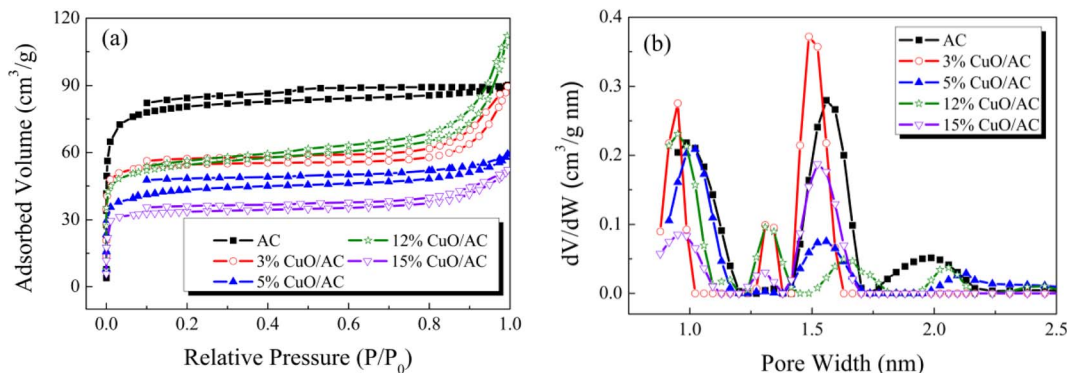 (a)
Adsorbed Volume (cm³/g)
120
90
60
30
0
AC
3% CuO/AC
5% CuO/AC
12% CuO/AC
15% CuO/AC
0.0 0.2 0.4 0.6 0.8 1.0
Relative Pressure (P/P₀)
(b)
dV/dW (cm³/g nm)
0.4
0.3
0.2
0.1
0.0
AC
3% CuO/AC
5% CuO/AC
12% CuO/AC
15% CuO/AC
1.0 1.5 2.0 2.5
Pore Width (nm)